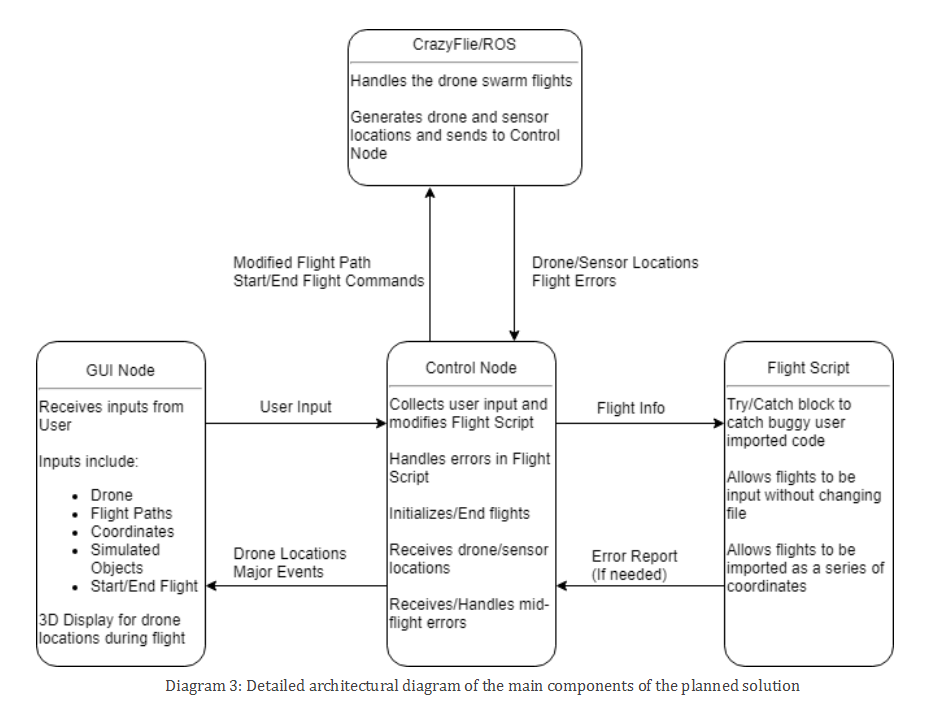 CrazyFlie/ROS
Handles the drone swarm flights
Generates drone and sensor
locations and sends to Control
Node
Modified Flight Path
Start/End Flight Commands
Drone/Sensor Locations
Flight Errors
GUI Node
Receives inputs from
User
Inputs include:
• Drone
• Flight Paths
• Coordinates
• Simulated
Objects
• Start/End Flight
3D Display for drone
locations during flight
User Input
Drone Locations
Major Events
Control Node
Collects user input and
modifies Flight Script
Handles errors in Flight
Script
Initializes/End flights
Receives drone/sensor
locations
Receives/Handles mid-
flight errors
Flight Info
Error Report
(If needed)
Flight Script
Try/Catch block to
catch buggy user
imported code
Allows flights to be
input without changing
file
Allows flights to be
imported as a series of
coordinates
Diagram 3: Detailed architectural diagram of the main components of the planned solution